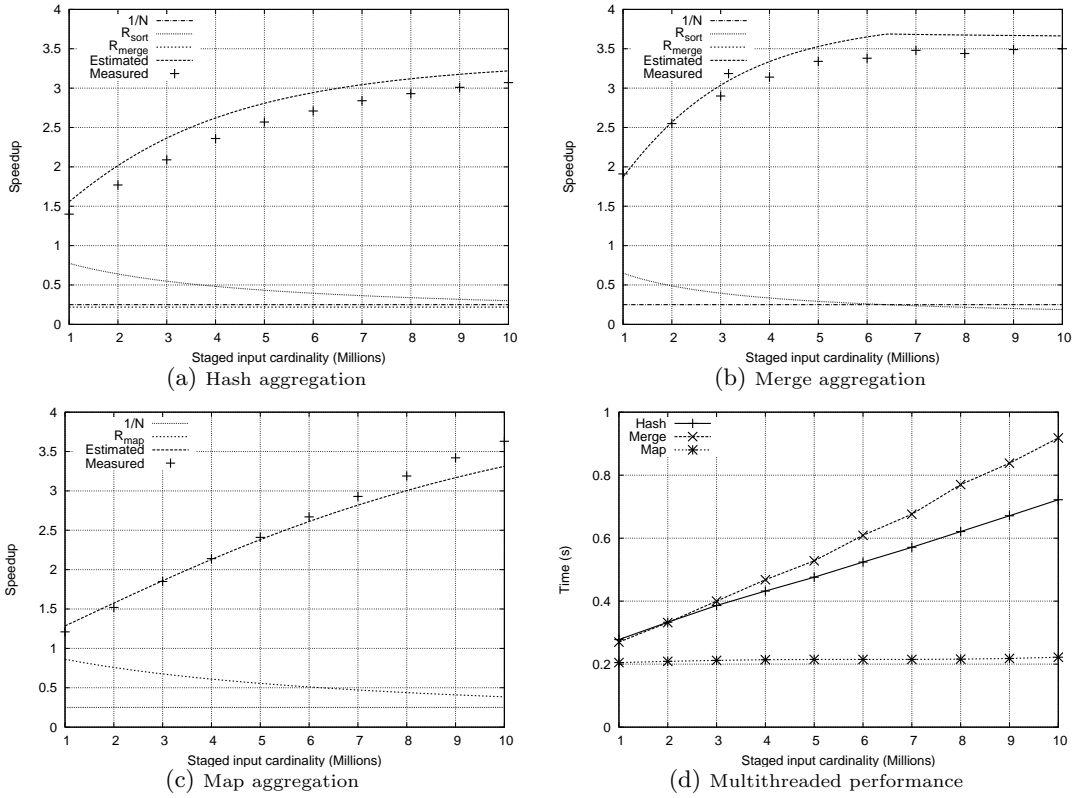 4
3.5
3
2.5
2
1.5
1
0.5
0
1/N
R_sort
R_merge
Estimated
Measured
Speedup
1 2 3 4 5 6 7 8 9 10
Staged input cardinality (Millions)
(a) Hash aggregation
4
3.5
3
2.5
2
1.5
1
0.5
0
1/N
R_sort
R_merge
Estimated
Measured
Speedup
1 2 3 4 5 6 7 8 9 10
Staged input cardinality (Millions)
(b) Merge aggregation
4
3.5
3
2.5
2
1.5
1
0.5
0
1/N
R_map
Estimated
Measured
Speedup
1 2 3 4 5 6 7 8 9 10
Staged input cardinality (Millions)
(c) Map aggregation
1
0.8
0.6
0.4
0.2
0
Hash
Merge
Map
Time (s)
1 2 3 4 5 6 7 8 9 10
Staged input cardinality (Millions)
(d) Multithreaded performance